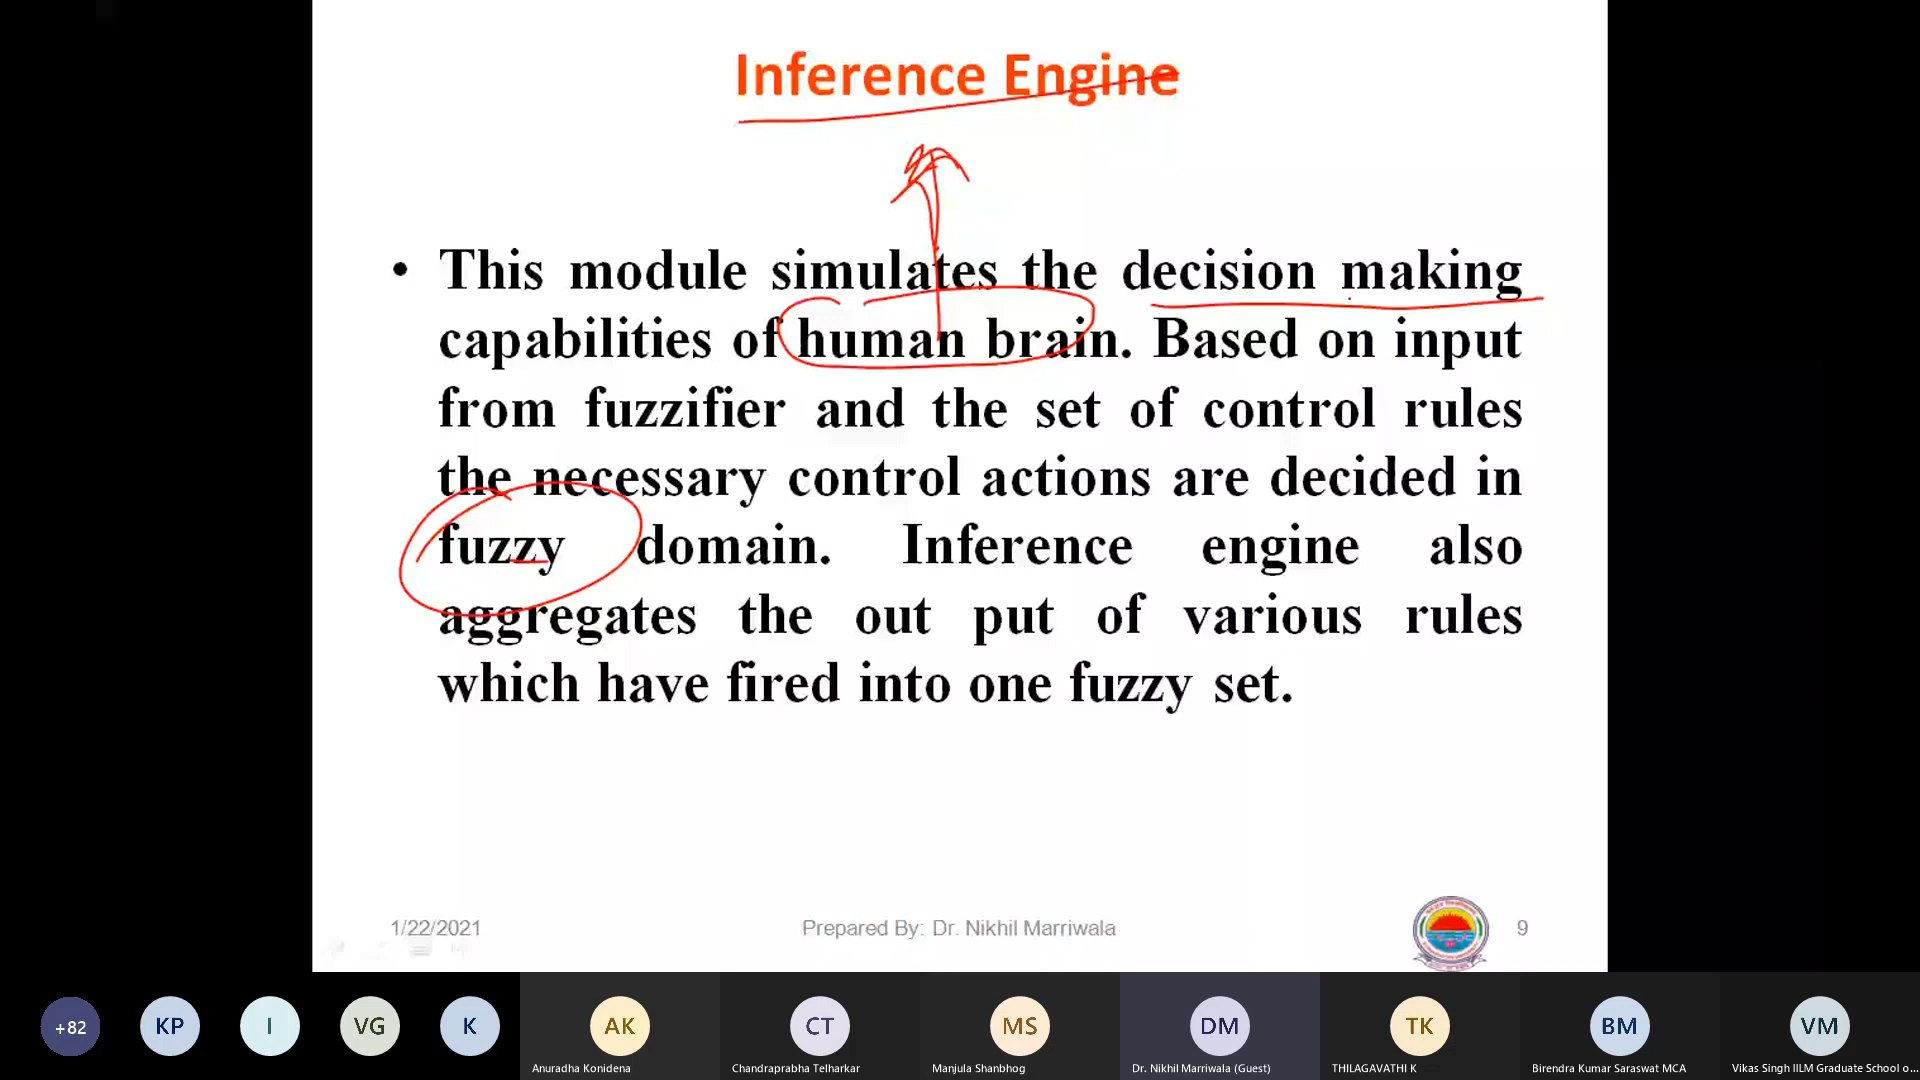 Inference Engine
• This module simulates the decision making
capabilities of human brain. Based on input
from fuzzifier and the set of control rules
the necessary control actions are decided in
fuzzy domain. Inference engine also
aggregates the out put of various rules
which have fired into one fuzzy set.
1/22/2021 Prepared By: Dr. Nikhil Marriwala 9
+82 KP I VG K AK CT MS DM TK BM VM
Anuradha Konidena Chandraprabha Telharkar Manjula Shanbhog Dr. Nikhil Marriwala (Guest) THILAGAVATHI K Birendra Kumar Saraswat MCA Vikas Singh IILM Graduate School o...